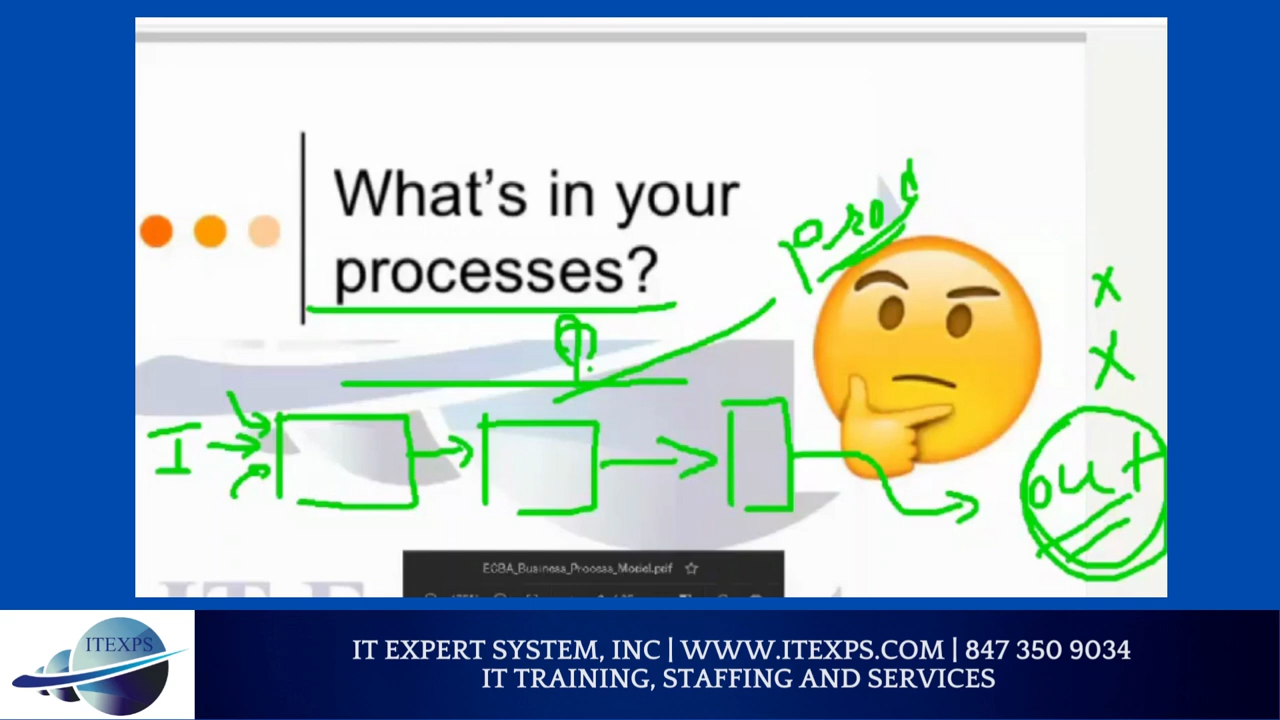 What's in your
processes?
Prod
I
out
x
x
ECBA_Business_Process_Model.pdf
ITEXPS
IT EXPERT SYSTEM, INC | WWW.ITEXPS.COM | 847 350 9034
IT TRAINING, STAFFING AND SERVICES